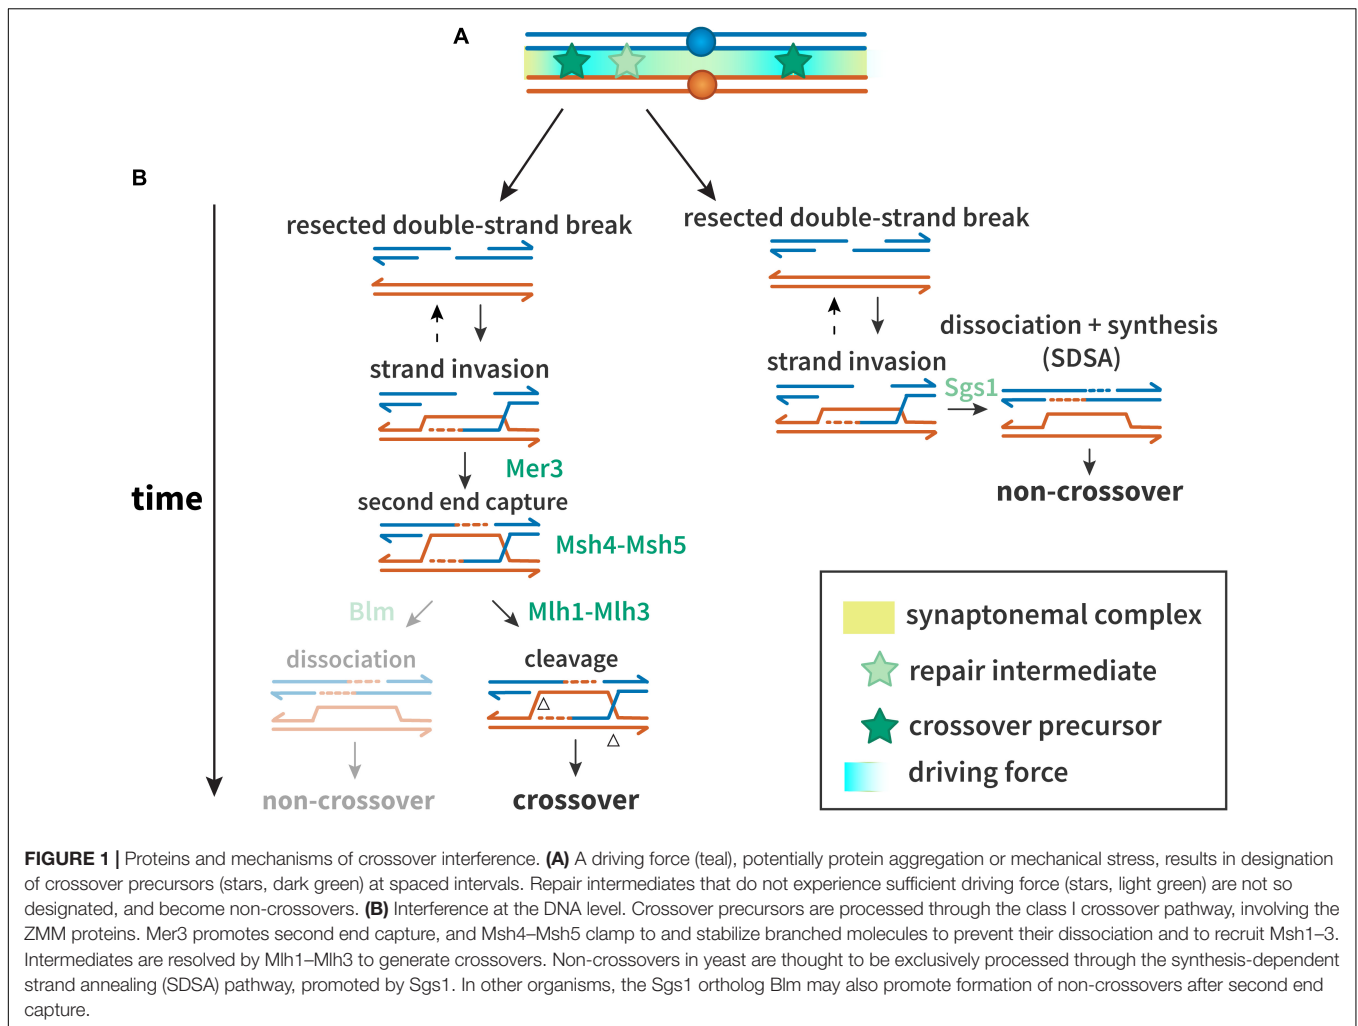 A
B
resected double-strand break
resected double-strand break
dissociation + synthesis
(SDSA)
strand invasion
strand invasion
Sgs1
Mer3
second end capture
non-crossover
time
Msh4-Msh5
Blm
Mlh1-Mlh3
dissociation
cleavage
non-crossover
crossover
synaptonemal complex
repair intermediate
crossover precursor
driving force
FIGURE 1 | Proteins and mechanisms of crossover interference. (A) A driving force (teal), potentially protein aggregation or mechanical stress, results in designation
of crossover precursors (stars, dark green) at spaced intervals. Repair intermediates that do not experience sufficient driving force (stars, light green) are not so
designated, and become non-crossovers. (B) Interference at the DNA level. Crossover precursors are processed through the class I crossover pathway, involving the
ZMM proteins. Mer3 promotes second end capture, and Msh4–Msh5 clamp to and stabilize branched molecules to prevent their dissociation and to recruit Msh1–3.
Intermediates are resolved by Mlh1–Mlh3 to generate crossovers. Non-crossovers in yeast are thought to be exclusively processed through the synthesis-dependent
strand annealing (SDSA) pathway, promoted by Sgs1. In other organisms, the Sgs1 ortholog Blm may also promote formation of non-crossovers after second end
capture.